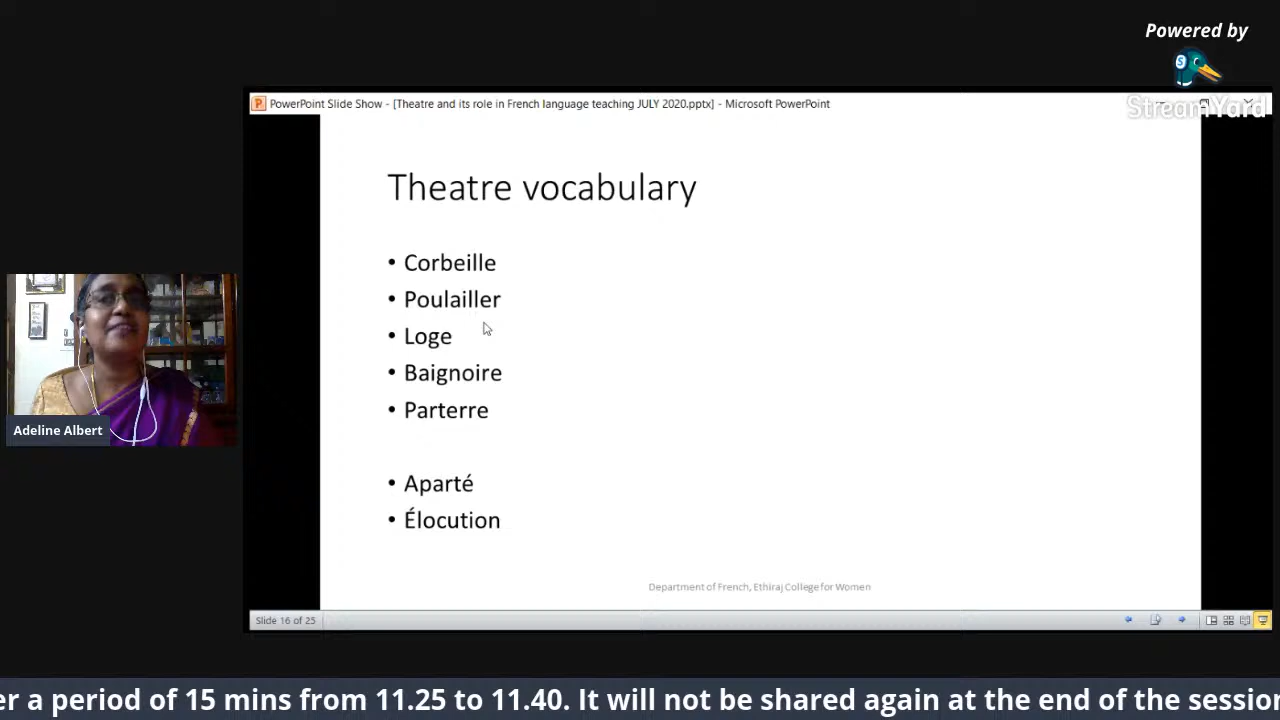 Powered by
StreamYard
PowerPoint Slide Show - [Theatre and its role in French language teaching JULY 2020.pptx] - Microsoft PowerPoint
Theatre vocabulary
• Corbeille
• Poulailler
• Loge
• Baignoire
• Parterre
• Aparté
• Élocution
Adeline Albert
Department of French, Ethiraj College for Women
Slide 16 of 25
er a period of 15 mins from 11.25 to 11.40. It will not be shared again at the end of the session